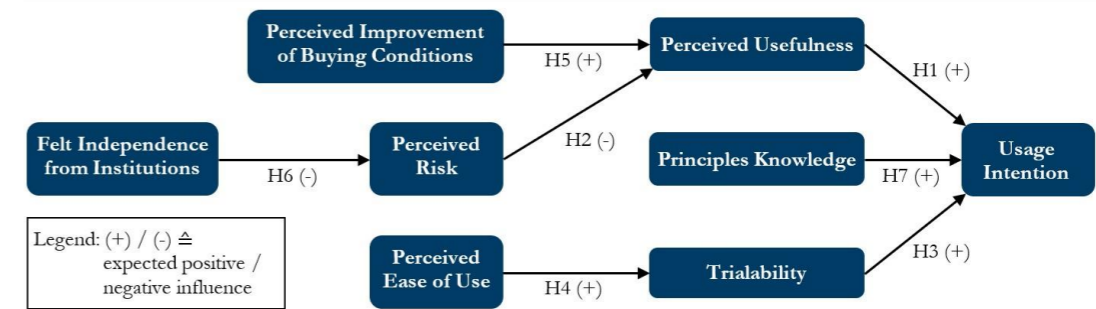 Perceived Improvement
of Buying Conditions
H5 (+)
Perceived Usefulness
H1 (+)
Felt Independence
from Institutions
H6 (-)
Perceived
Risk
H2 (-)
Principles Knowledge
H7 (+)
Usage
Intention
Legend: (+) / (-) ≙
expected positive /
negative influence
Perceived
Ease of Use
H4 (+)
Trialability
H3 (+)